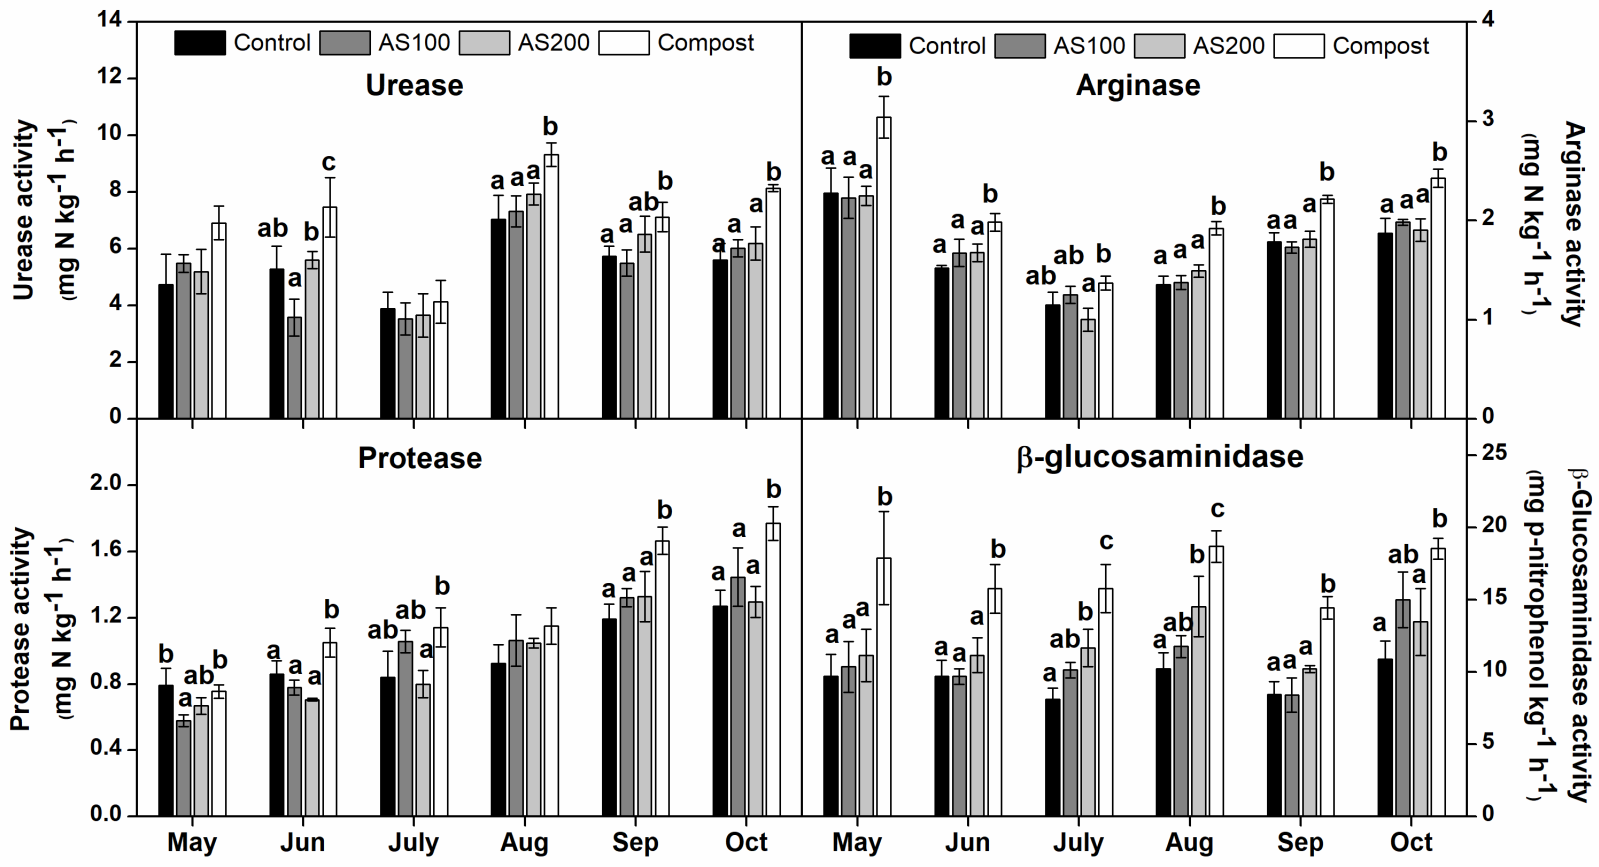 Control AS100 AS200 Compost
Urease
Urease activity
(mg N kg-1 h-1)
14
12
10
8
6
4
2
0
ab a b c
a a a b
a a ab b
a a a b
Control AS100 AS200 Compost
Arginase
Arginase activity
(mg N kg-1 h-1)
4
3
2
1
0
a a a b
a a a b
ab ab a b
a a a b
a a a b
a a a b
Protease
Protease activity
(mg N kg-1 h-1)
2.0
1.6
1.2
0.8
0.4
0.0
b a ab b
a a a b
ab ab a b
a a a b
a a a b
May Jun July Aug Sep Oct
β-glucosaminidase
β-Glucosaminidase activity
(mg p-nitrophenol kg-1 h-1)
25
20
15
10
5
0
a a a b
a a a b
a ab b c
a ab b c
a a a b
a ab a b
May Jun July Aug Sep Oct